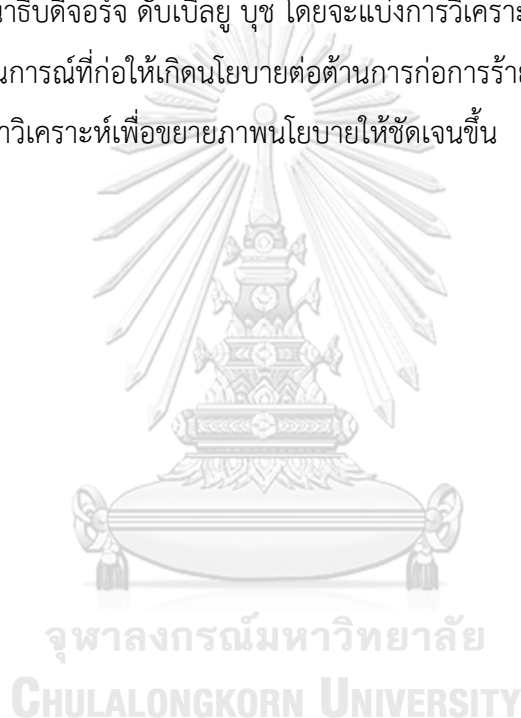 นาธิบดีจอร์จ ดับเบิลยู บุช โดยจะแบ่งการวิเครา
นการณ์ที่ก่อให้เกิดนโยบายต่อต้านการก่อการร้าย
าวิเคราะห์เพื่อขยายภาพนโยบายให้ชัดเจนขึ้น
จุฬาลงกรณ์มหาวิทยาลัย
CHULALONGKORN UNIVERSITY